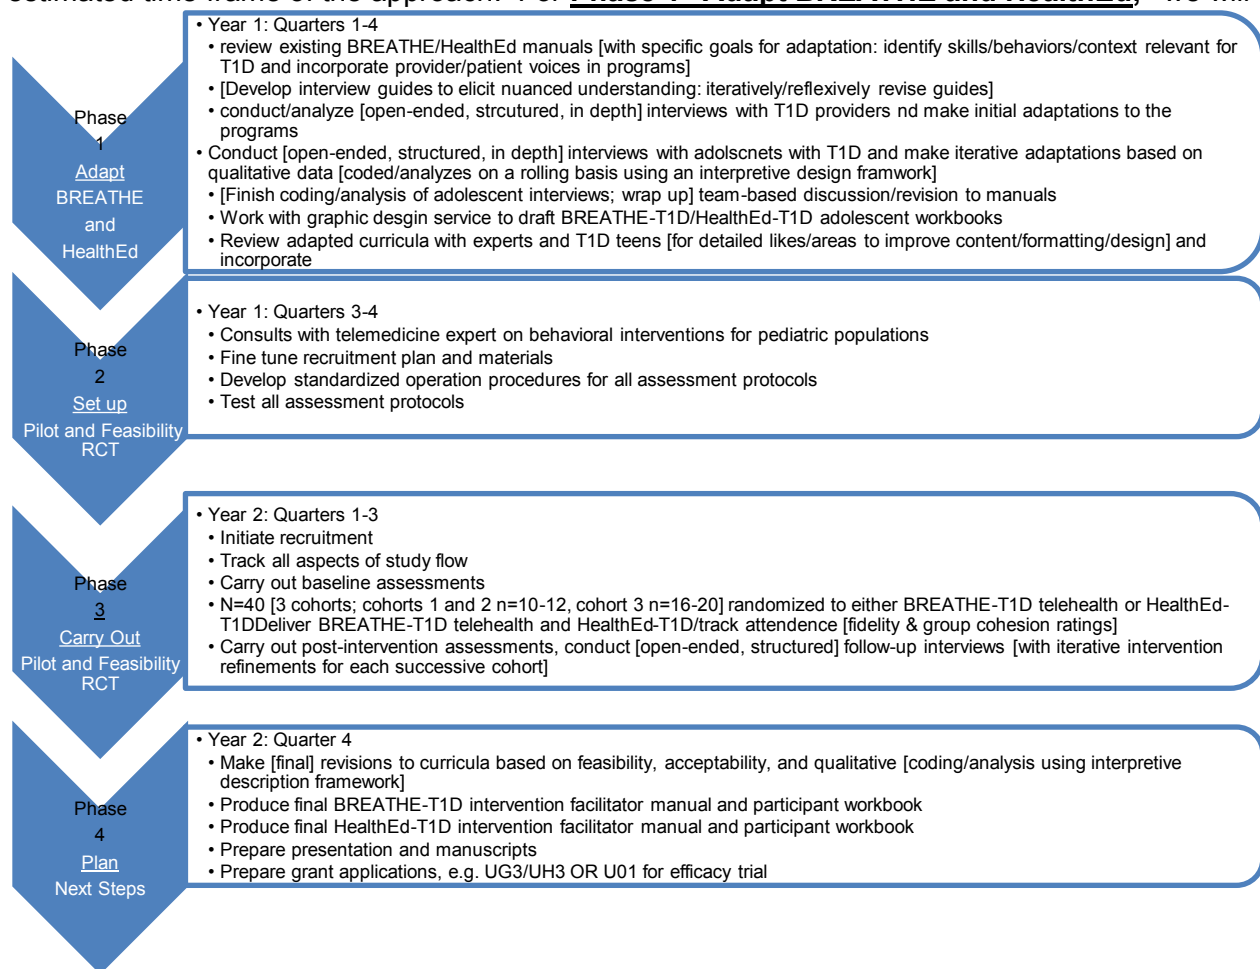 estimated time frame of the approach. For Phase 1 "Adapt BREATHE and HealthEd," we will
Phase
1
Adapt
BREATHE
and
HealthEd
• Year 1: Quarters 1-4
• review existing BREATHE/HealthEd manuals [with specific goals for adaptation: identify skills/behaviors/context relevant for
T1D and incorporate provider/patient voices in programs]
• [Develop interview guides to elicit nuanced understanding: iteratively/reflexively revise guides]
• conduct/analyze [open-ended, strcutured, in depth] interviews with T1D providers nd make initial adaptations to the
programs
• Conduct [open-ended, structured, in depth] interviews with adolscnets with T1D and make iterative adaptations based on
qualitative data [coded/analyzes on a rolling basis using an interpretive design framwork]
• [Finish coding/analysis of adolescent interviews; wrap up] team-based discussion/revision to manuals
• Work with graphic desgin service to draft BREATHE-T1D/HealthEd-T1D adolescent workbooks
• Review adapted curricula with experts and T1D teens [for detailed likes/areas to improve content/formatting/design] and
incorporate
Phase
2
Set up
Pilot and Feasibility
RCT
• Year 1: Quarters 3-4
• Consults with telemedicine expert on behavioral interventions for pediatric populations
• Fine tune recruitment plan and materials
• Develop standardized operation procedures for all assessment protocols
• Test all assessment protocols
Phase
3
Carry Out
Pilot and Feasibility
RCT
• Year 2: Quarters 1-3
• Initiate recruitment
• Track all aspects of study flow
• Carry out baseline assessments
• N=40 [3 cohorts; cohorts 1 and 2 n=10-12, cohort 3 n=16-20] randomized to either BREATHE-T1D telehealth or HealthEd-
T1DDeliver BREATHE-T1D telehealth and HealthEd-T1D/track attendence [fidelity & group cohesion ratings]
• Carry out post-intervention assessments, conduct [open-ended, structured] follow-up interviews [with iterative intervention
refinements for each successive cohort]
Phase
4
Plan
Next Steps
• Year 2: Quarter 4
• Make [final] revisions to curricula based on feasibility, acceptability, and qualitative [coding/analysis using interpretive
description framework]
• Produce final BREATHE-T1D intervention facilitator manual and participant workbook
• Produce final HealthEd-T1D intervention facilitator manual and participant workbook
• Prepare presentation and manuscripts
• Prepare grant applications, e.g. UG3/UH3 OR U01 for efficacy trial